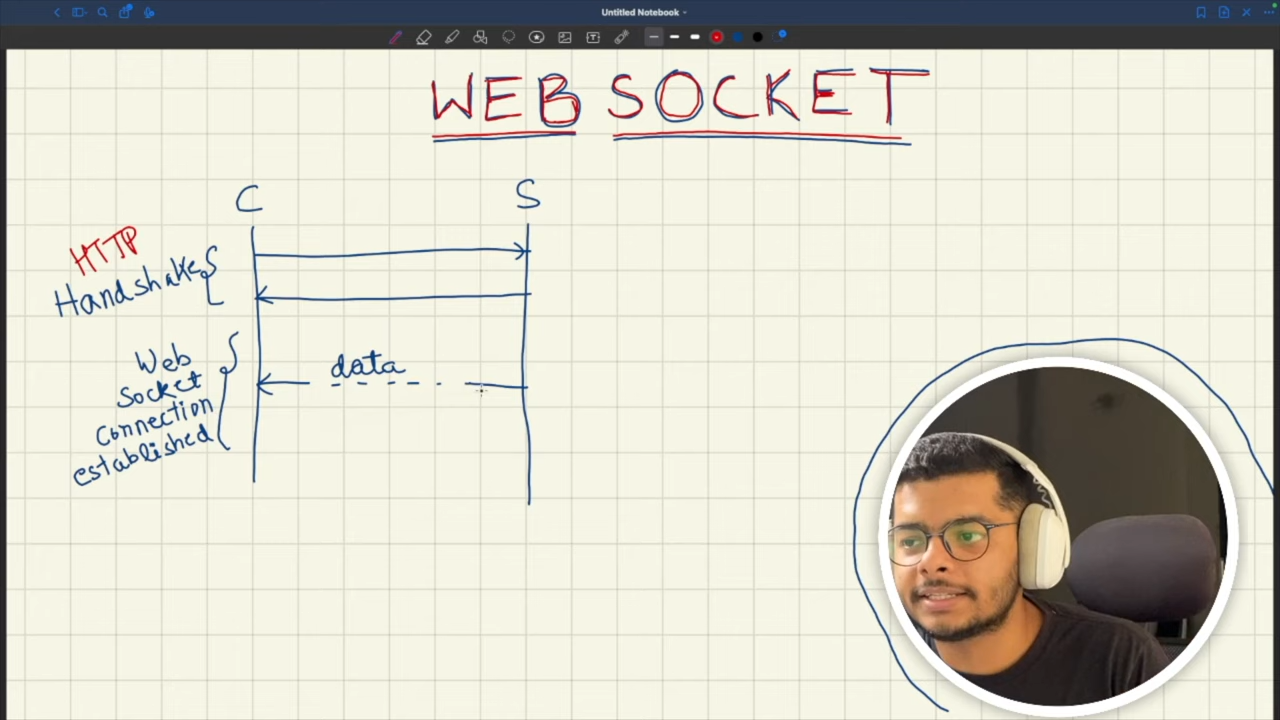 Untitled Notebook
WEB SOCKET
C
S
HTTP
Handshake
data
Web
Socket
connection
established